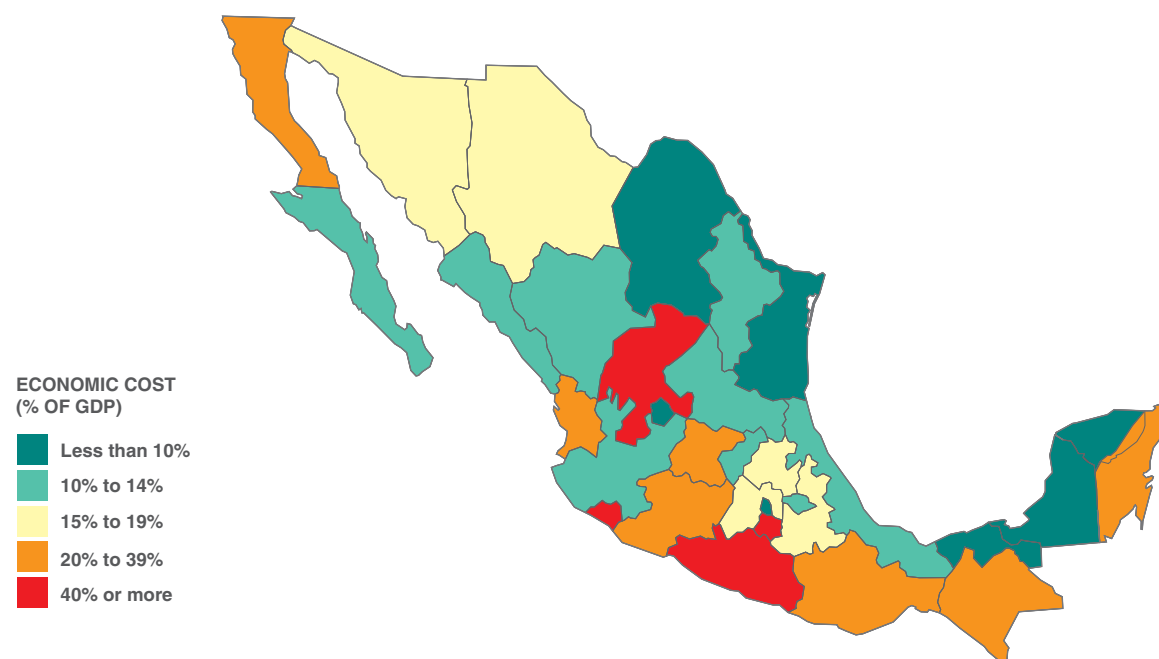 ECONOMIC COST
(% OF GDP)
Less than 10%
10% to 14%
15% to 19%
20% to 39%
40% or more